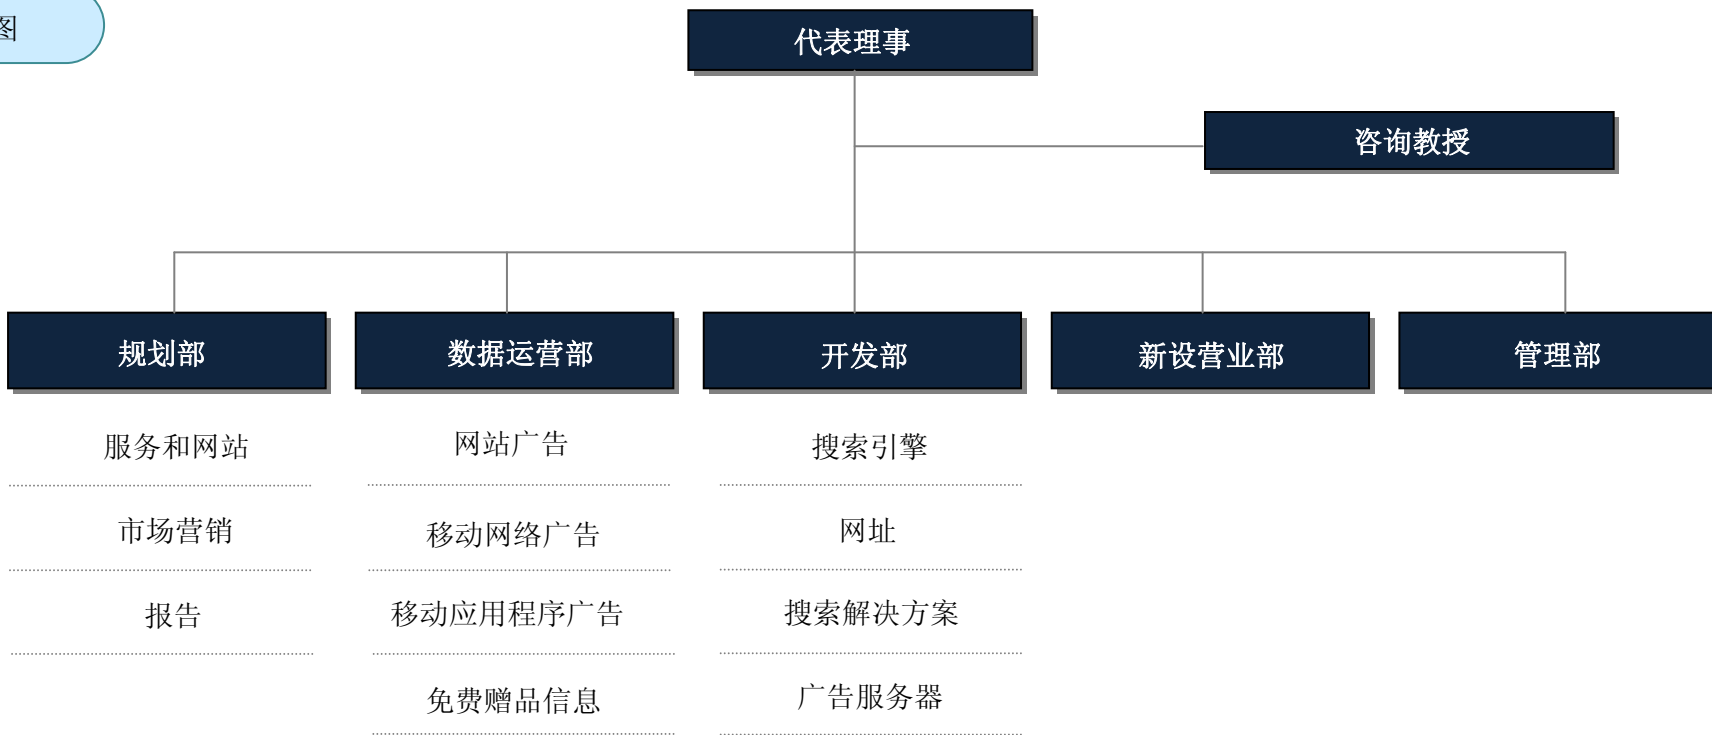 图
代表理事
咨询教授
规划部
数据运营部
开发部
新设营业部
管理部
服务和网站
网站广告
搜索引擎
市场营销
移动网络广告
网址
报告
移动应用程序广告
搜索解决方案
免费赠品信息
广告服务器